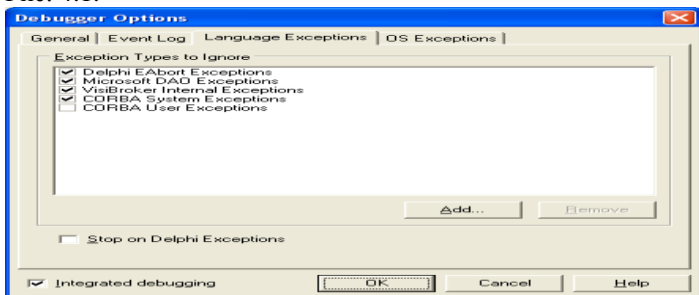 Debugger Options
General Event Log Language Exceptions OS Exceptions
Exception Types to Ignore
Delphi EAbort Exceptions
Microsoft DAO Exceptions
VisiBroker Internal Exceptions
CORBA System Exceptions
CORBA User Exceptions
Add... Remove
Stop on Delphi Exceptions
Integrated debugging OK Cancel Help